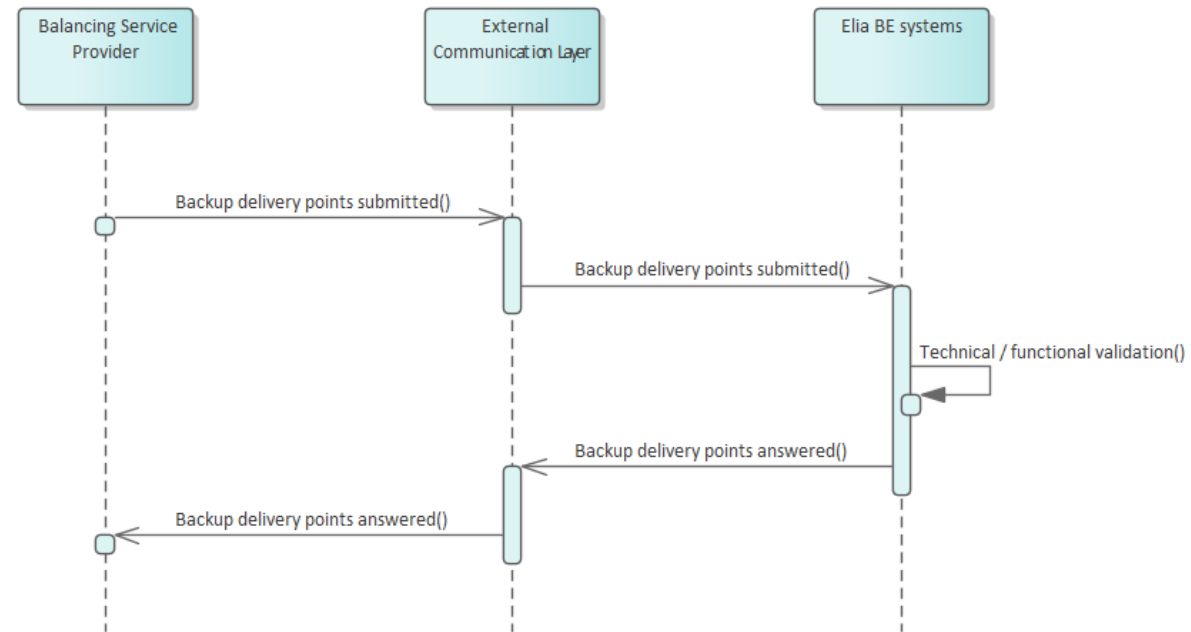 Balancing Service
Provider
External
Communication Layer
Elia BE systems
Backup delivery points submitted()
Backup delivery points submitted()
Technical / functional validation()
Backup delivery points answered()
Backup delivery points answered()